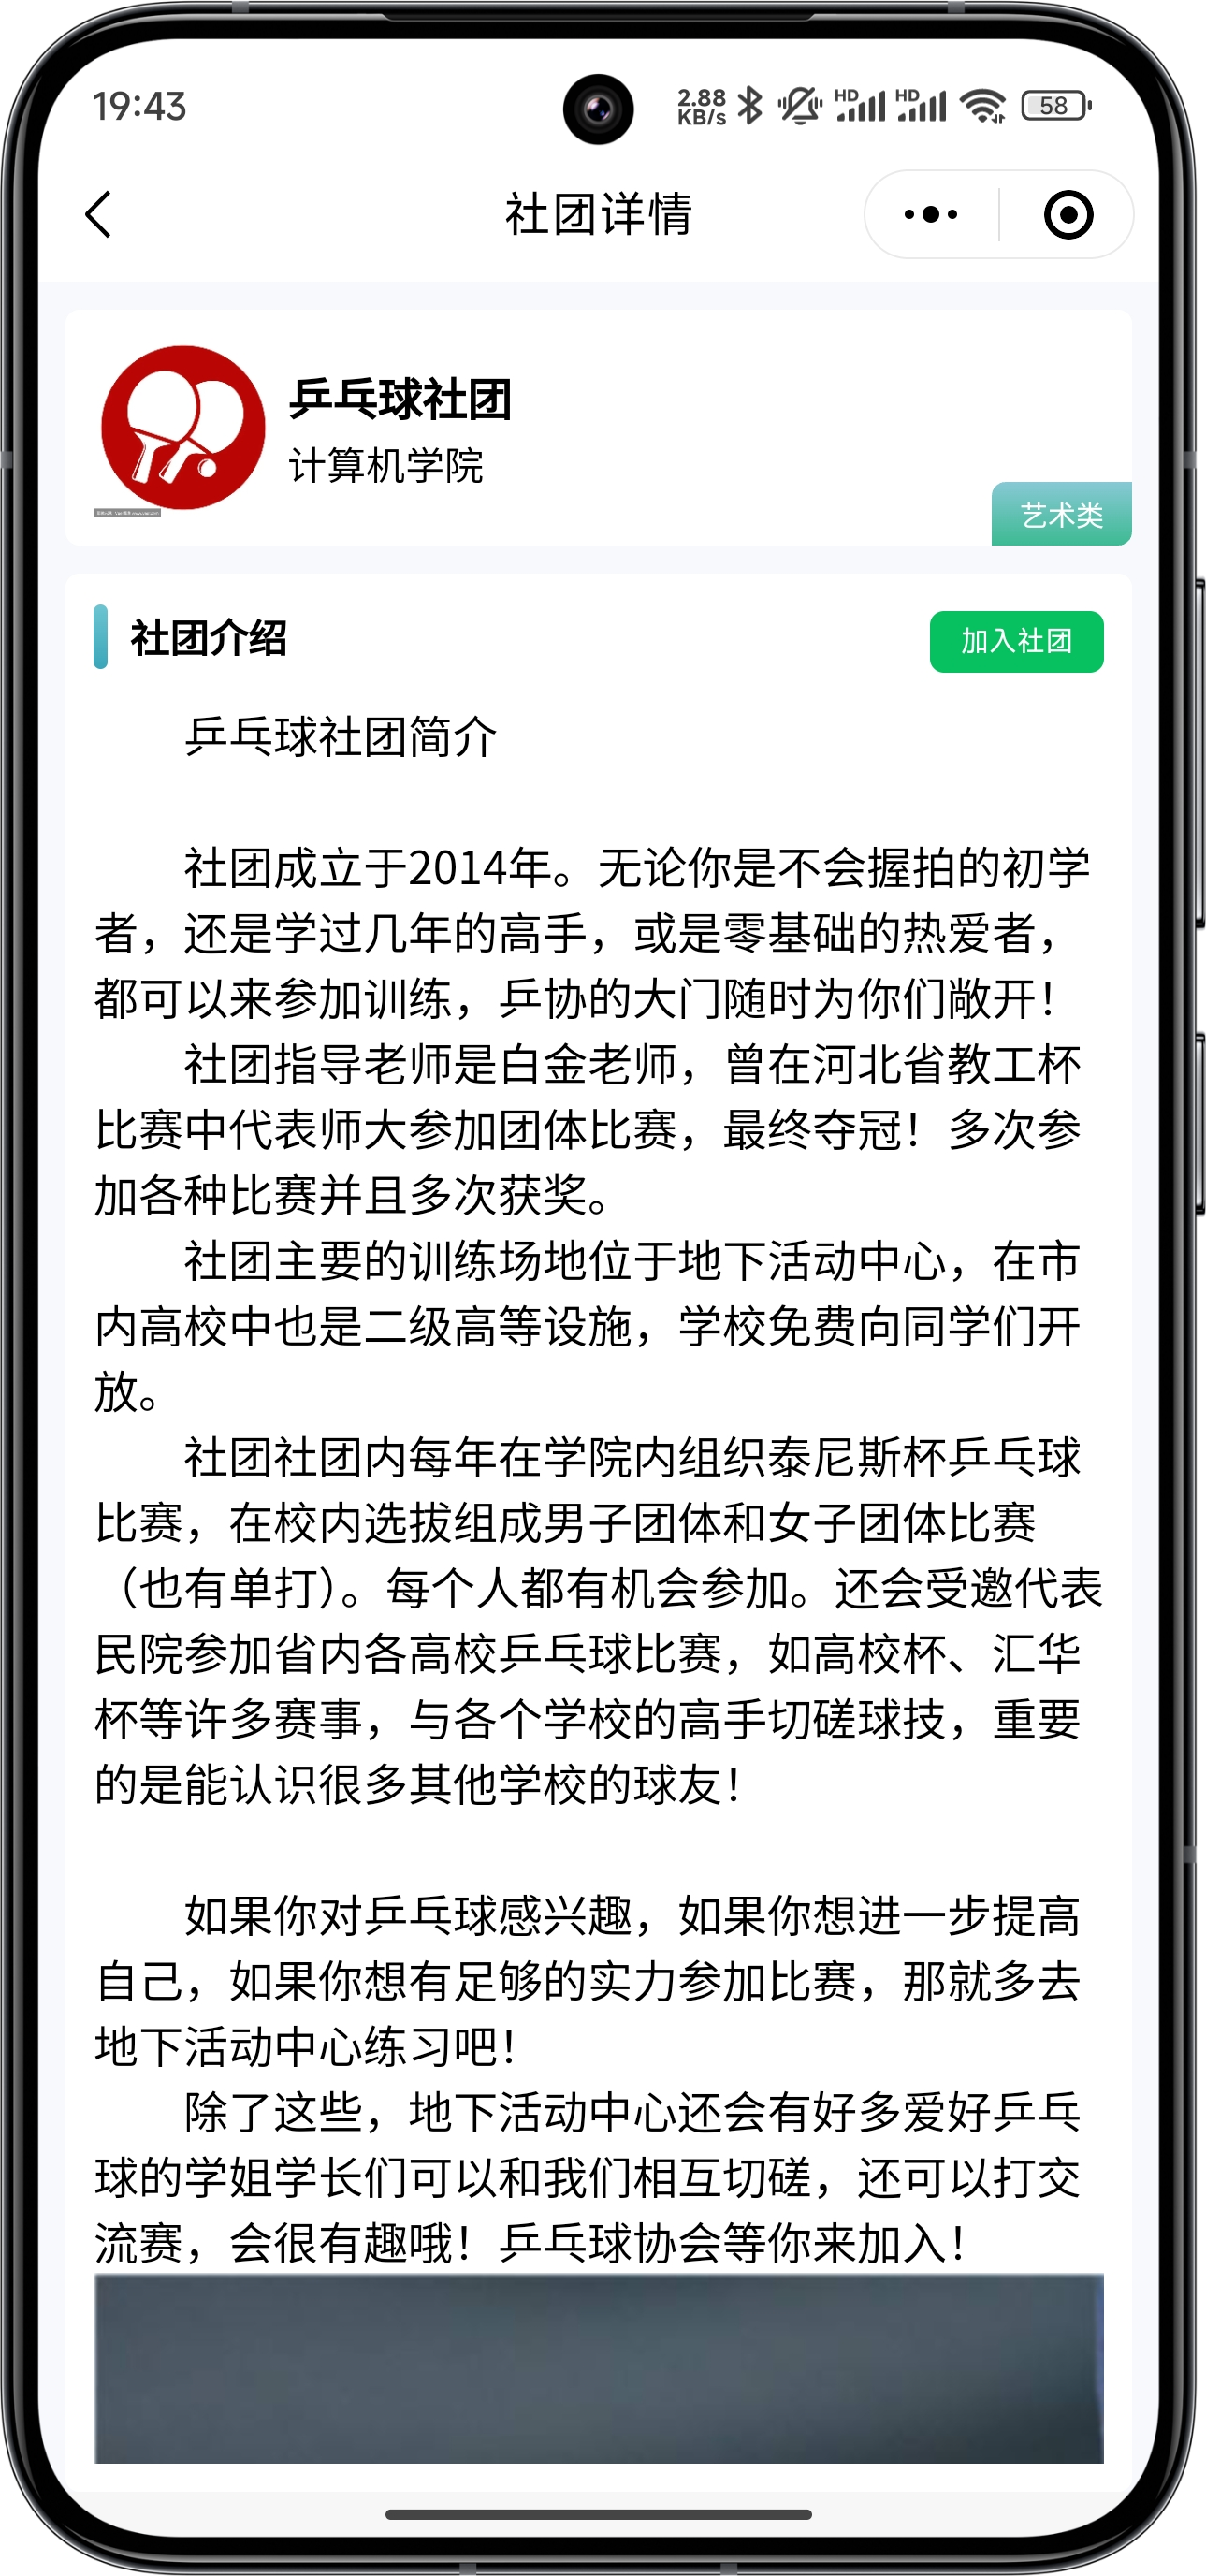 19:43
2.88
KB/s
HD
HD
58
社团详情
乒乓球社团
计算机学院
艺术类
社团介绍
加入社团
乒乓球社团简介
社团成立于2014年。无论你是不会握拍的初学
者，还是学过几年的高手，或是零基础的热爱者，
都可以来参加训练，乒协的大门随时为你们敞开！
社团指导老师是白金老师，曾在河北省教工杯
比赛中代表师大参加团体比赛，最终夺冠！多次参
加各种比赛并且多次获奖。
社团主要的训练场地位于地下活动中心，在市
内高校中也是二级高等设施，学校免费向同学们开
放。
社团社团内每年在学院内组织泰尼斯杯乒乓球
比赛，在校内选拔组成男子团体和女子团体比赛
（也有单打）。每个人都有机会参加。还会受邀代表
民院参加省内各高校乒乓球比赛，如高校杯、汇华
杯等许多赛事，与各个学校的高手切磋球技，重要
的是能认识很多其他学校的球友！
如果你对乒乓球感兴趣，如果你想进一步提高
自己，如果你想有足够的实力参加比赛，那就多去
地下活动中心练习吧！
除了这些，地下活动中心还会有好多爱好乒乓
球的学姐学长们可以和我们相互切磋，还可以打交
流赛，会很有趣哦！乒乓球协会等你来加入！